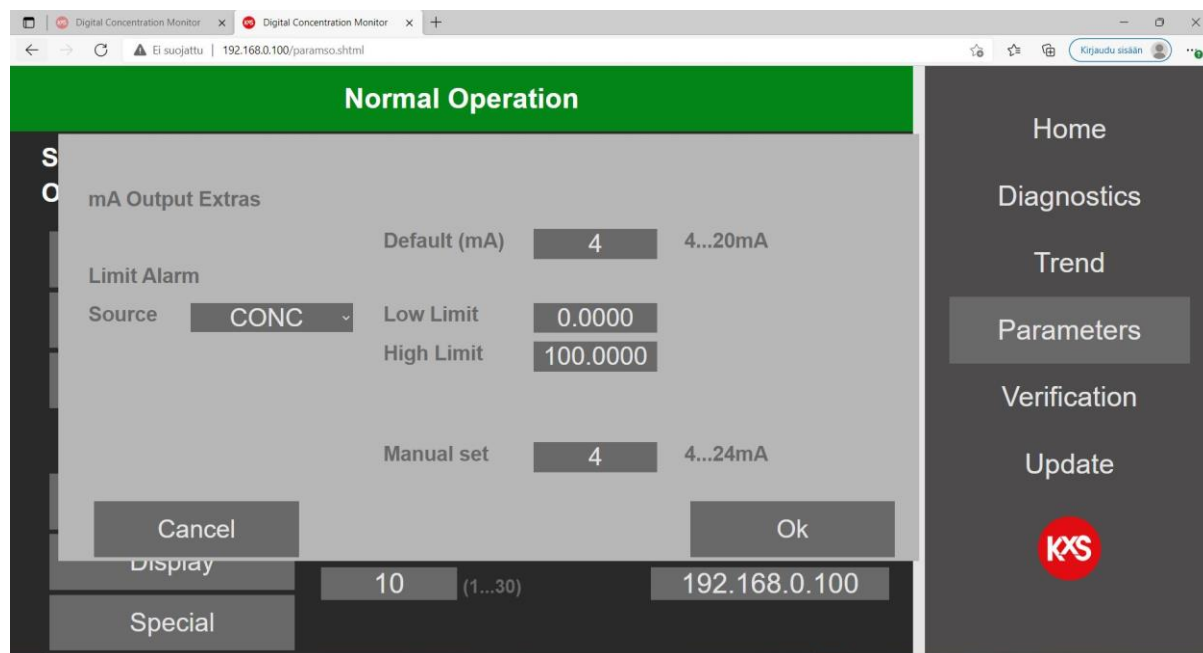 Digital Concentration Monitor
Digital Concentration Monitor
Ei suojattu | 192.168.0.100/paramso.shtml
Kirjaudu sisään
Normal Operation
S
O
mA Output Extras
Default (mA) 4 4...20mA
Limit Alarm
Source CONC Low Limit 0.0000
High Limit 100.0000
Manual set 4 4...24mA
Cancel Ok
Display
10 (1...30) 192.168.0.100
Special
Home
Diagnostics
Trend
Parameters
Verification
Update
KXS